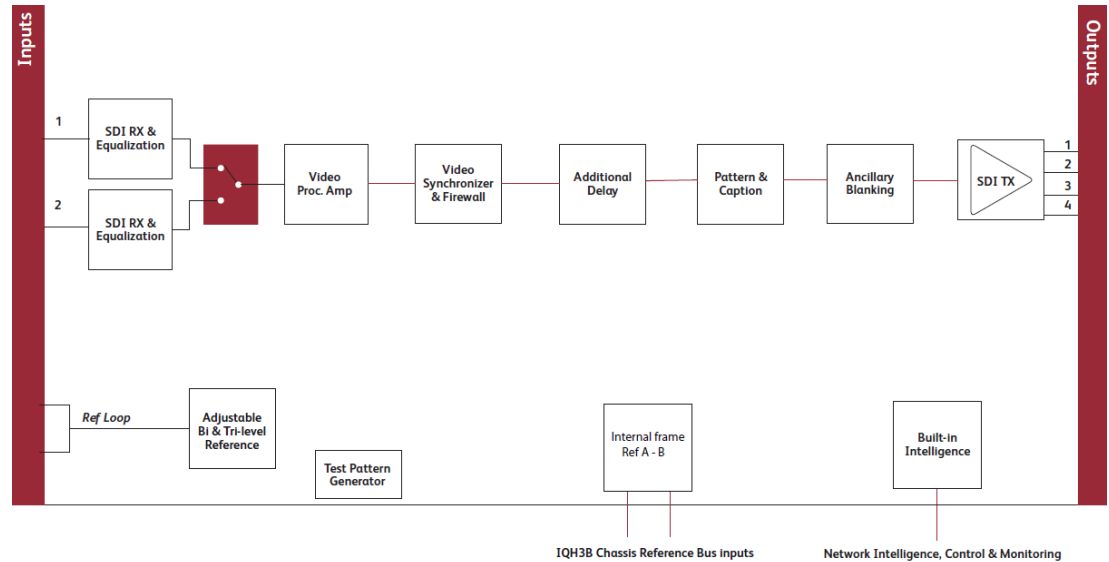 Inputs
Outputs
1
SDI RX &
Equalization
2
SDI RX &
Equalization
Video
Proc. Amp
Video
Synchronizer
& Firewall
Additional
Delay
Pattern &
Caption
Ancillary
Blanking
SDI TX
1
2
3
4
Ref Loop
Adjustable
Bi & Tri-level
Reference
Test Pattern
Generator
Internal frame
Ref A - B
Built-in
Intelligence
IQH3B Chassis Reference Bus inputs
Network Intelligence, Control & Monitoring